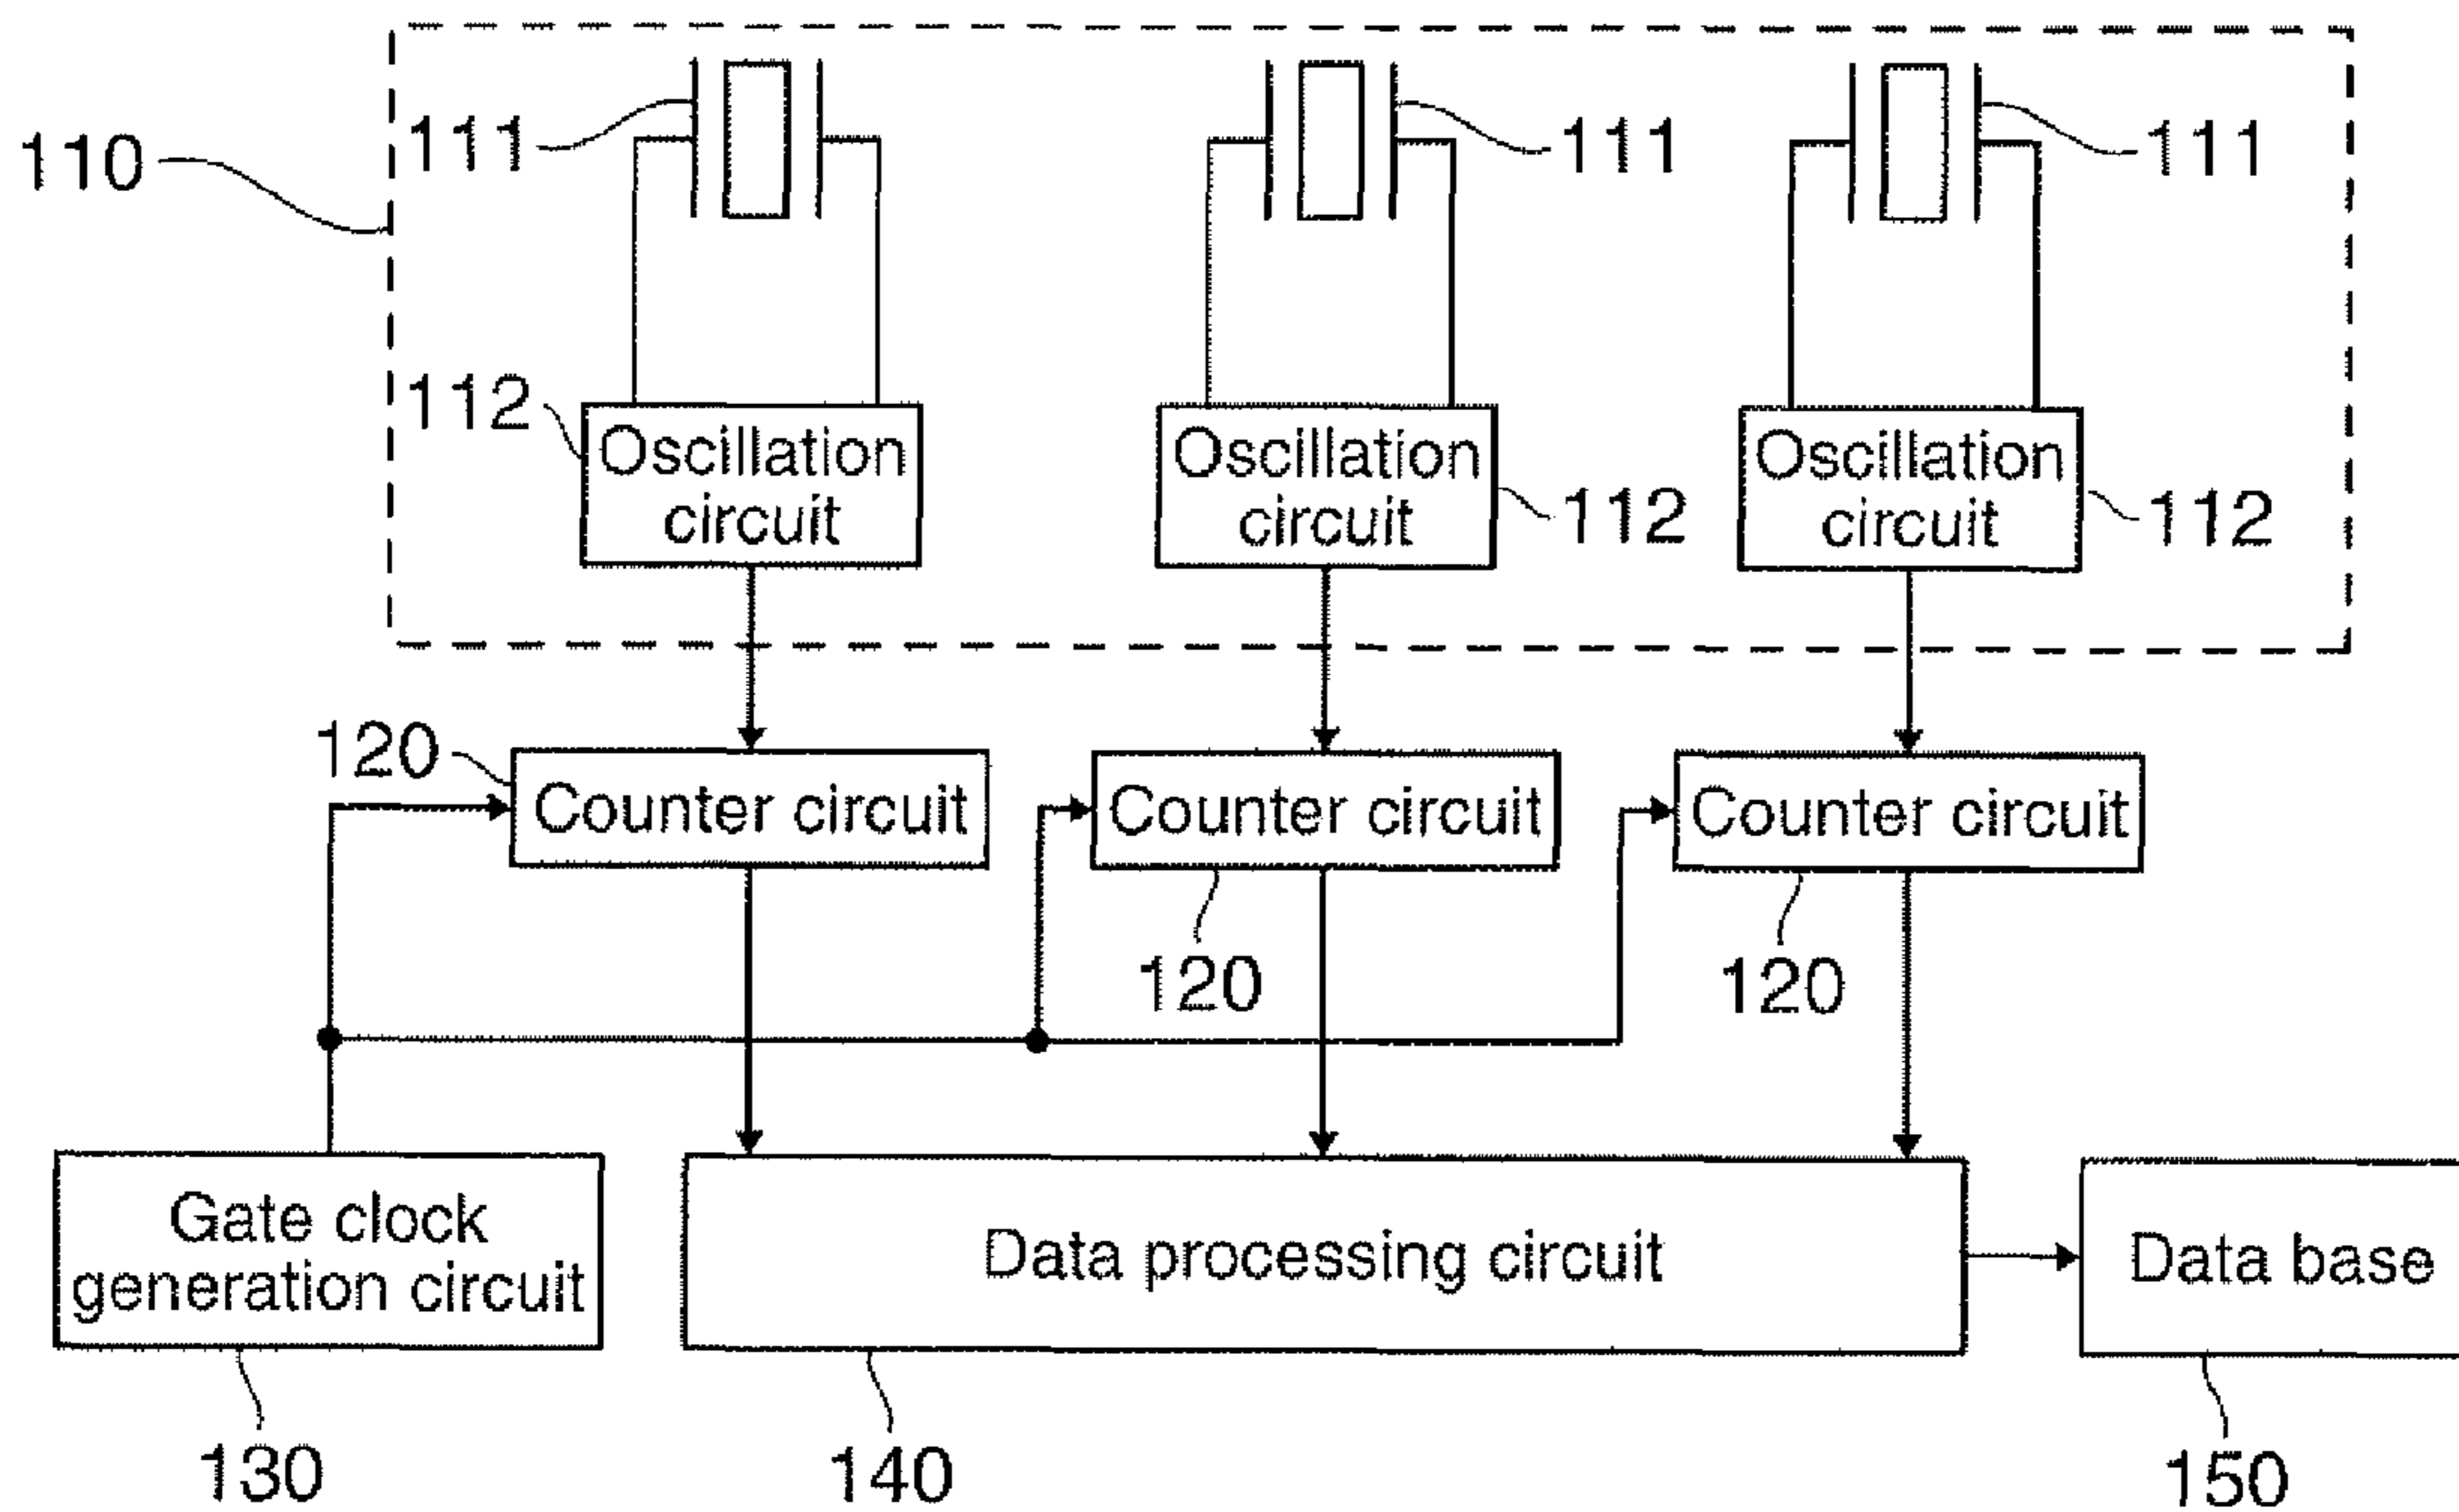 111
111
111
110
112
Oscillation
circuit
Oscillation
circuit
112
Oscillation
circuit
112
120
Counter circuit
Counter circuit
Counter circuit
120
120
Gate clock
generation circuit
Data processing circuit
Data base
130
140
150